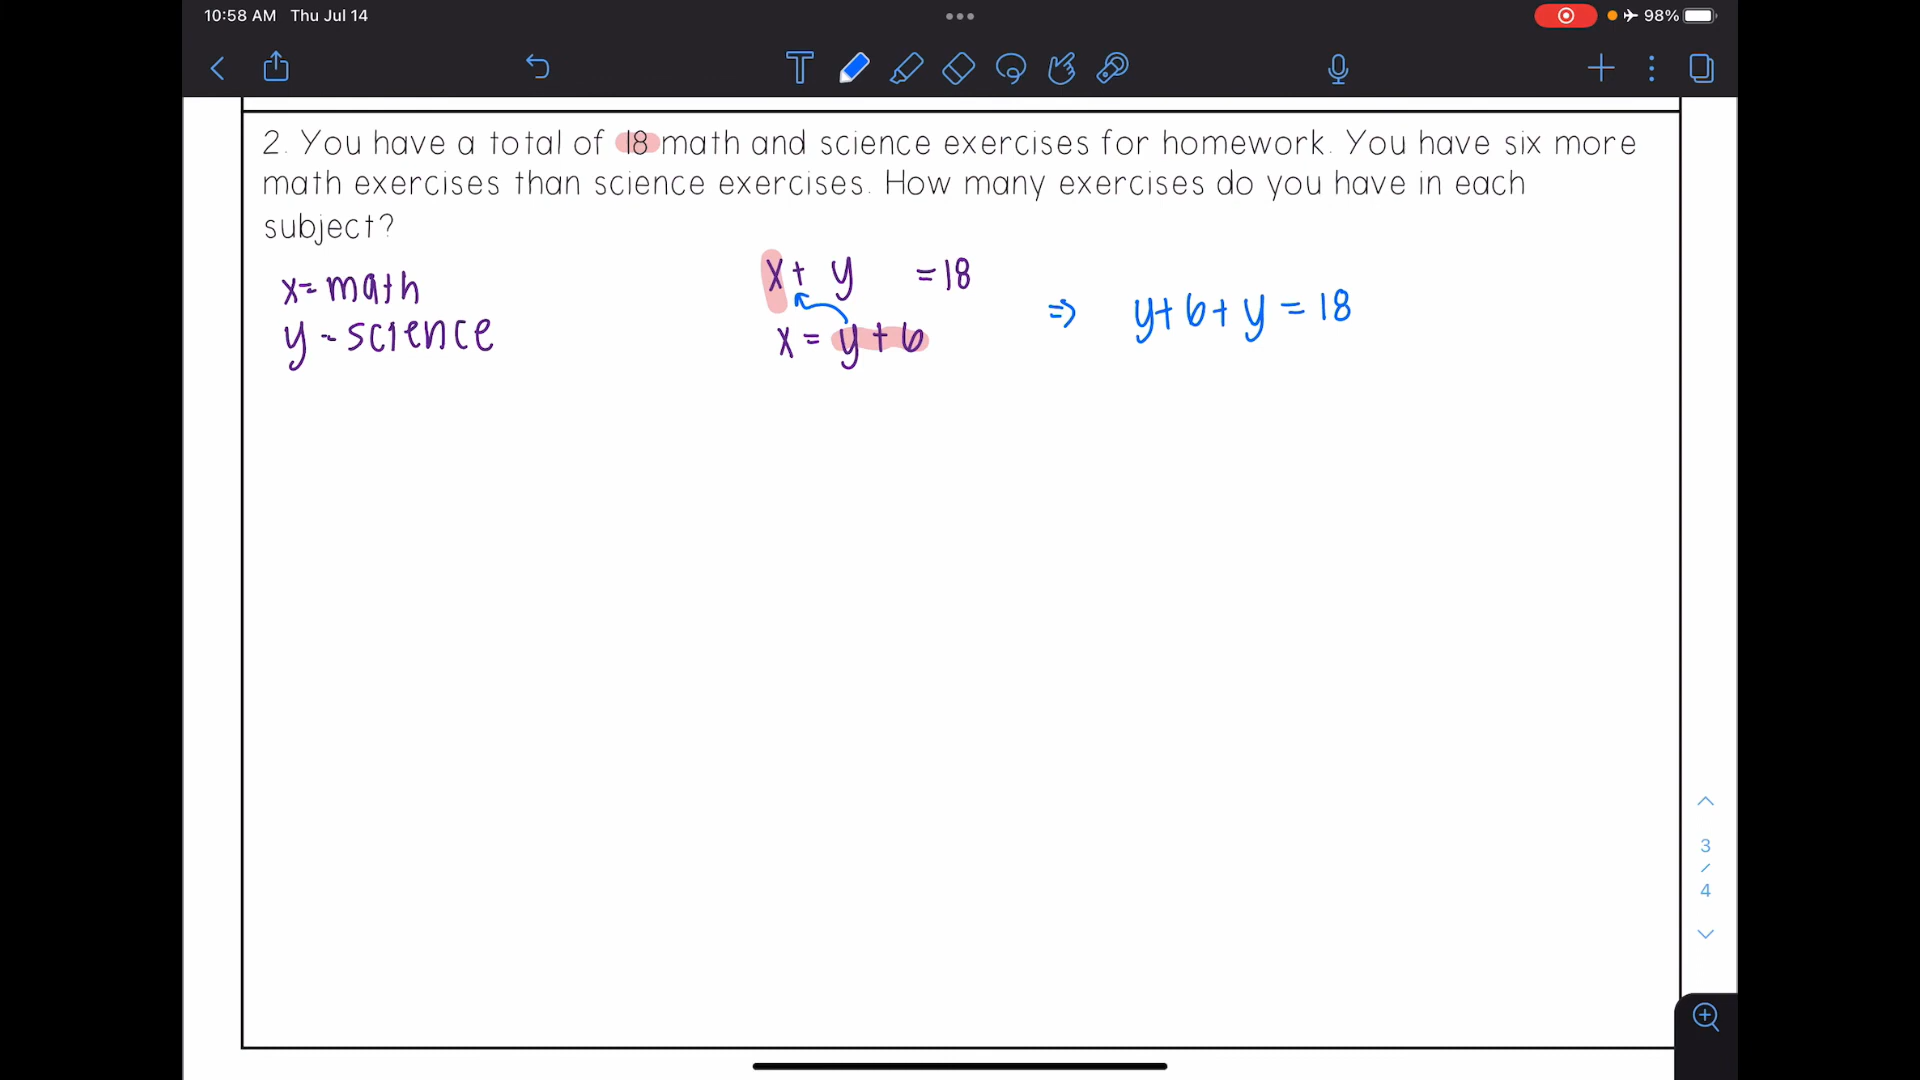 10:58 AM Thu Jul 14
98%
2. You have a total of 18 math and science exercises for homework. You have six more
math exercises than science exercises. How many exercises do you have in each
subject?
x = math
y - science
x + y = 18
x = y + 6
⇒ y + 6 + y = 18
3
/
4